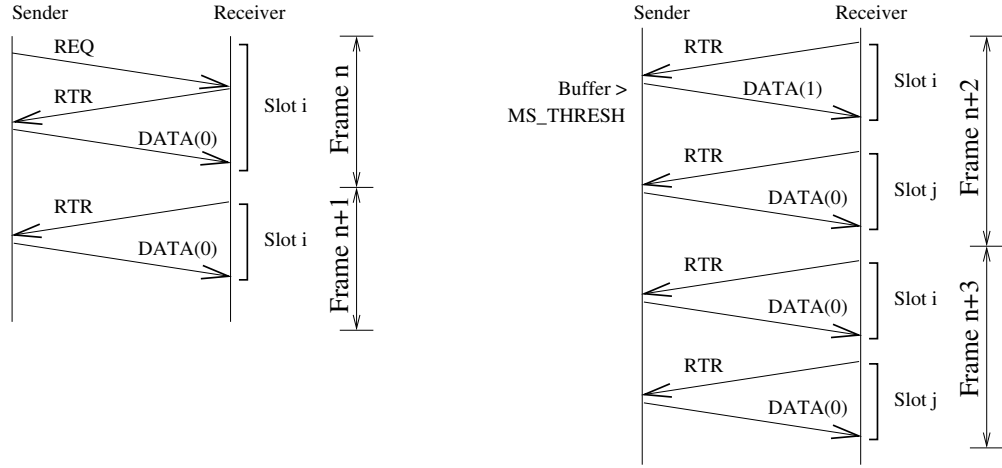 Sender
Receiver
REQ
RTR
DATA(0)
Slot i
Frame n
RTR
DATA(0)
Slot i
Frame n+1
Sender
Receiver
RTR
Buffer >
MS_THRESH
DATA(1)
Slot i
RTR
DATA(0)
Slot j
Frame n+2
RTR
DATA(0)
Slot i
RTR
DATA(0)
Slot j
Frame n+3